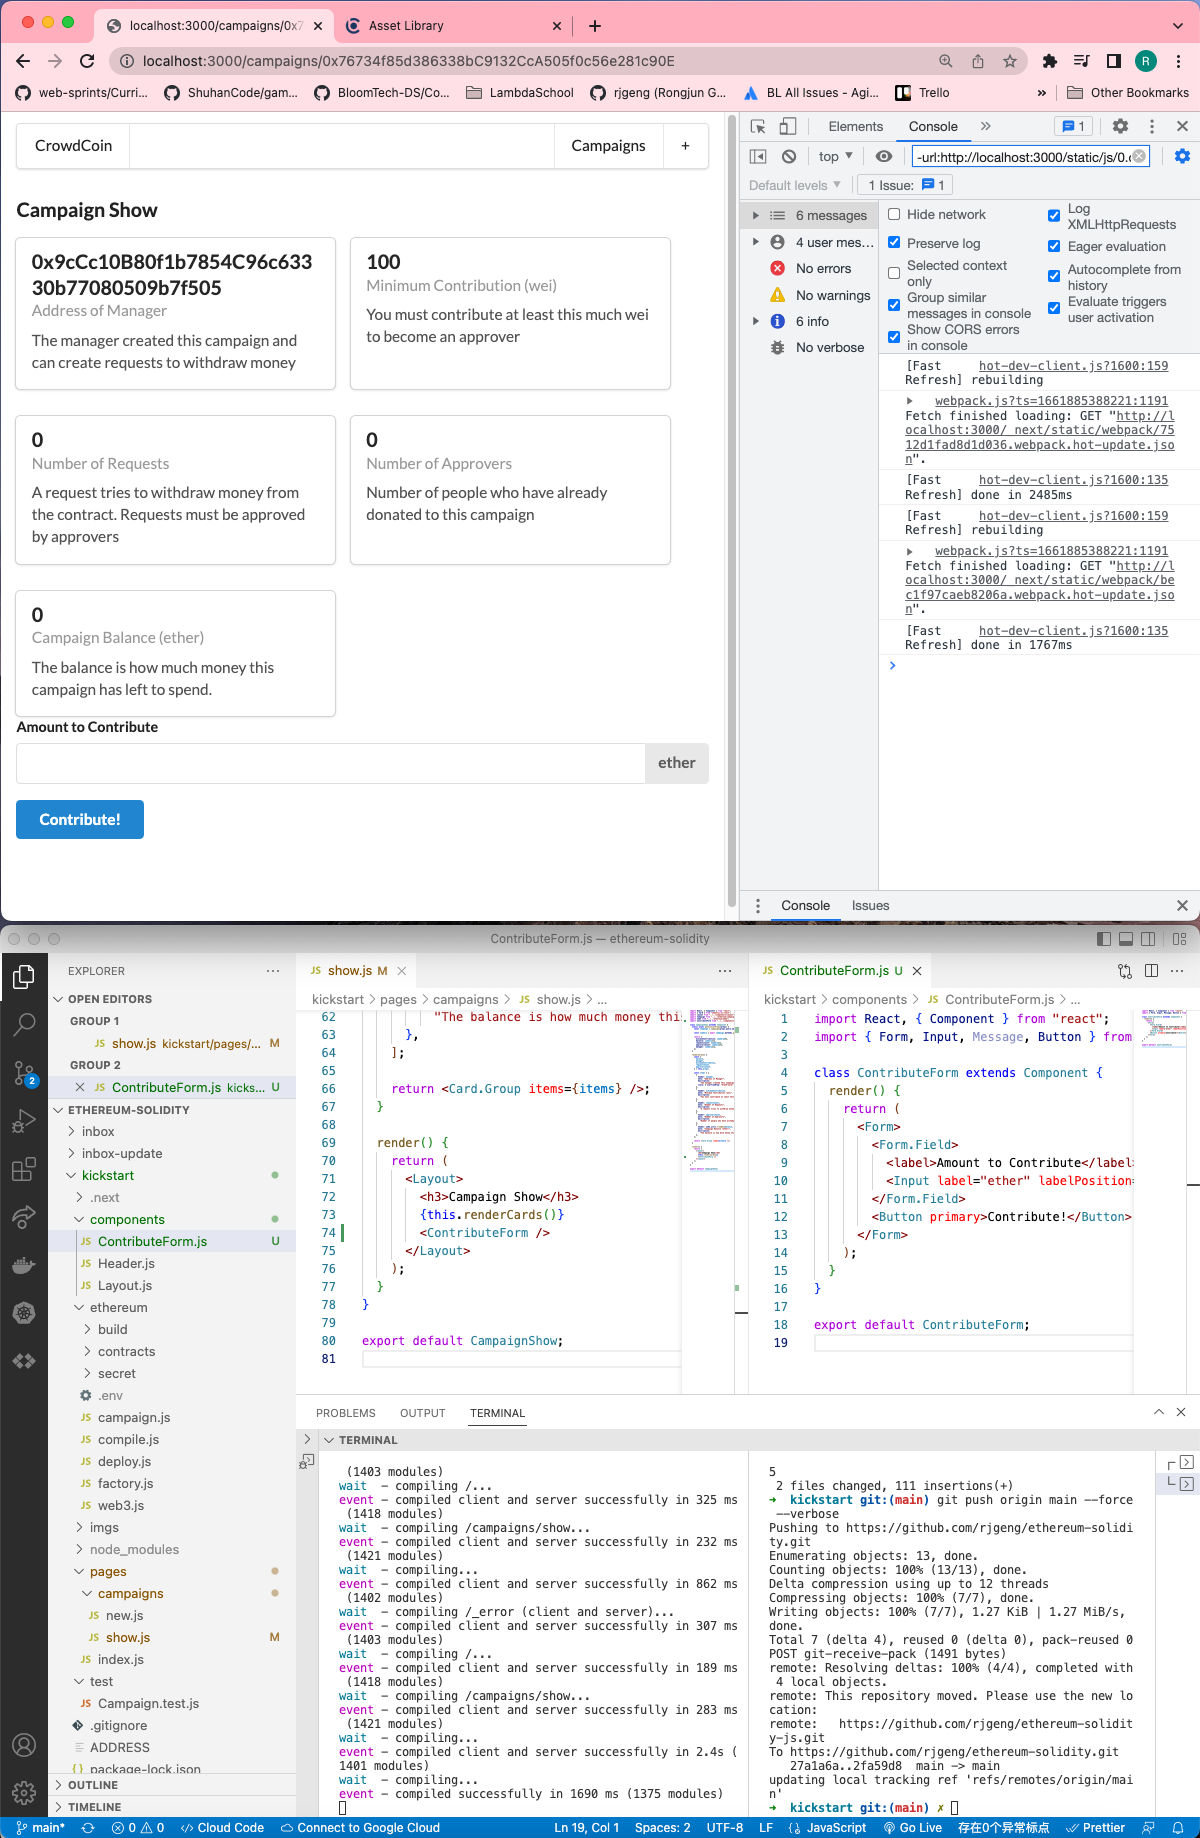 localhost:3000/campaigns/0x7
Asset Library
localhost:3000/campaigns/0x76734f85d386338bC9132CcA505f0c56e281c90E
R
web-sprints/Curri...
ShuhanCode/gam...
BloomTech-DS/Co...
LambdaSchool
rjgeng (Rongjun G...
BL All Issues - Agi...
Trello
»
Other Bookmarks
CrowdCoin
Campaigns
+
Campaign Show
0x9cCc10B80f1b7854C96c633
30b77080509b7f505
Address of Manager
The manager created this campaign and
can create requests to withdraw money
100
Minimum Contribution (wei)
You must contribute at least this much wei
to become an approver
0
Number of Requests
A request tries to withdraw money from
the contract. Requests must be approved
by approvers
0
Number of Approvers
Number of people who have already
donated to this campaign
0
Campaign Balance (ether)
The balance is how much money this
campaign has left to spend.
Amount to Contribute
ether
Contribute!
Elements
Console
»
1
top
-url:http://localhost:3000/static/js/0.
Default levels
1 Issue:
1
6 messages
4 user mes...
No errors
No warnings
6 info
No verbose
Hide network
Preserve log
Selected context
only
Group similar
messages in console
Show CORS errors
in console
Log
XMLHttpRequests
Eager evaluation
Autocomplete from
history
Evaluate triggers
user activation
[Fast hot-dev-client.js?1600:159
Refresh] rebuilding
webpack.js?ts=1661885388221:1191
Fetch finished loading: GET "http://l
ocalhost:3000/_next/static/webpack/75
12d1fad8d1d036.webpack.hot-update.jso
n".
[Fast hot-dev-client.js?1600:135
Refresh] done in 2485ms
[Fast hot-dev-client.js?1600:159
Refresh] rebuilding
webpack.js?ts=1661885388221:1191
Fetch finished loading: GET "http://l
ocalhost:3000/_next/static/webpack/be
c1f97caeb8206a.webpack.hot-update.jso
n".
[Fast hot-dev-client.js?1600:135
Refresh] done in 1767ms
Console
Issues
ContributeForm.js — ethereum-solidity
EXPLORER
OPEN EDITORS
GROUP 1
JS show.js kickstart/pages/... M
GROUP 2
JS ContributeForm.js kicks... U
ETHEREUM-SOLIDITY
inbox
inbox-update
kickstart
.next
components
JS ContributeForm.js U
JS Header.js
JS Layout.js
ethereum
build
contracts
secret
.env
JS campaign.js
JS compile.js
JS deploy.js
JS factory.js
JS web3.js
imgs
node_modules
pages
campaigns
JS new.js
JS show.js M
JS index.js
test
JS Campaign.test.js
.gitignore
ADDRESS
{} package-lock.json
OUTLINE
TIMELINE
2
JS show.js M
kickstart > pages > campaigns > JS show.js > ...
62 "The balance is how much money thi
63 },
64 ];
65
66 return <Card.Group items={items} />;
67 }
68
69 render() {
70 return (
71 <Layout>
72 <h3>Campaign Show</h3>
73 {this.renderCards()}
74 <ContributeForm />
75 </Layout>
76 );
77 }
78 }
79
80 export default CampaignShow;
81
JS ContributeForm.js U
kickstart > components > JS ContributeForm.js > ...
1 import React, { Component } from "react";
2 import { Form, Input, Message, Button } from
3
4 class ContributeForm extends Component {
5 render() {
6 return (
7 <Form>
8 <Form.Field>
9 <label>Amount to Contribute</label
10 <Input label="ether" labelPosition=
11 </Form.Field>
12 <Button primary>Contribute!</Button>
13 </Form>
14 );
15 }
16 }
17
18 export default ContributeForm;
19
PROBLEMS
OUTPUT
TERMINAL
TERMINAL
(1403 modules)
wait - compiling /...
event - compiled client and server successfully in 325 ms
(1418 modules)
wait - compiling /campaigns/show...
event - compiled client and server successfully in 232 ms
(1421 modules)
wait - compiling...
event - compiled client and server successfully in 862 ms
(1402 modules)
wait - compiling /_error (client and server)...
event - compiled client and server successfully in 307 ms
(1403 modules)
wait - compiling /...
event - compiled client and server successfully in 189 ms
(1418 modules)
wait - compiling /campaigns/show...
event - compiled client and server successfully in 283 ms
(1421 modules)
wait - compiling...
event - compiled client and server successfully in 2.4s (
1401 modules)
wait - compiling...
event - compiled successfully in 1690 ms (1375 modules)
5
2 files changed, 111 insertions(+)
➜ kickstart git:(main) git push origin main --force
--verbose
Pushing to https://github.com/rjgeng/ethereum-solidi
ty.git
Enumerating objects: 13, done.
Counting objects: 100% (13/13), done.
Delta compression using up to 12 threads
Compressing objects: 100% (7/7), done.
Writing objects: 100% (7/7), 1.27 KiB | 1.27 MiB/s,
done.
Total 7 (delta 4), reused 0 (delta 0), pack-reused 0
POST git-receive-pack (1491 bytes)
remote: Resolving deltas: 100% (4/4), completed with
4 local objects.
remote: This repository moved. Please use the new lo
cation:
remote: https://github.com/rjgeng/ethereum-solidit
y-js.git
To https://github.com/rjgeng/ethereum-solidity.git
27a1a6a..2fa59d8 main -> main
updating local tracking ref 'refs/remotes/origin/mai
n'
➜ kickstart git:(main) ✗
main*
0 0
Cloud Code
Connect to Google Cloud
Ln 19, Col 1
Spaces: 2
UTF-8
LF
{} JavaScript
Go Live
存在0个异常标点
Prettier